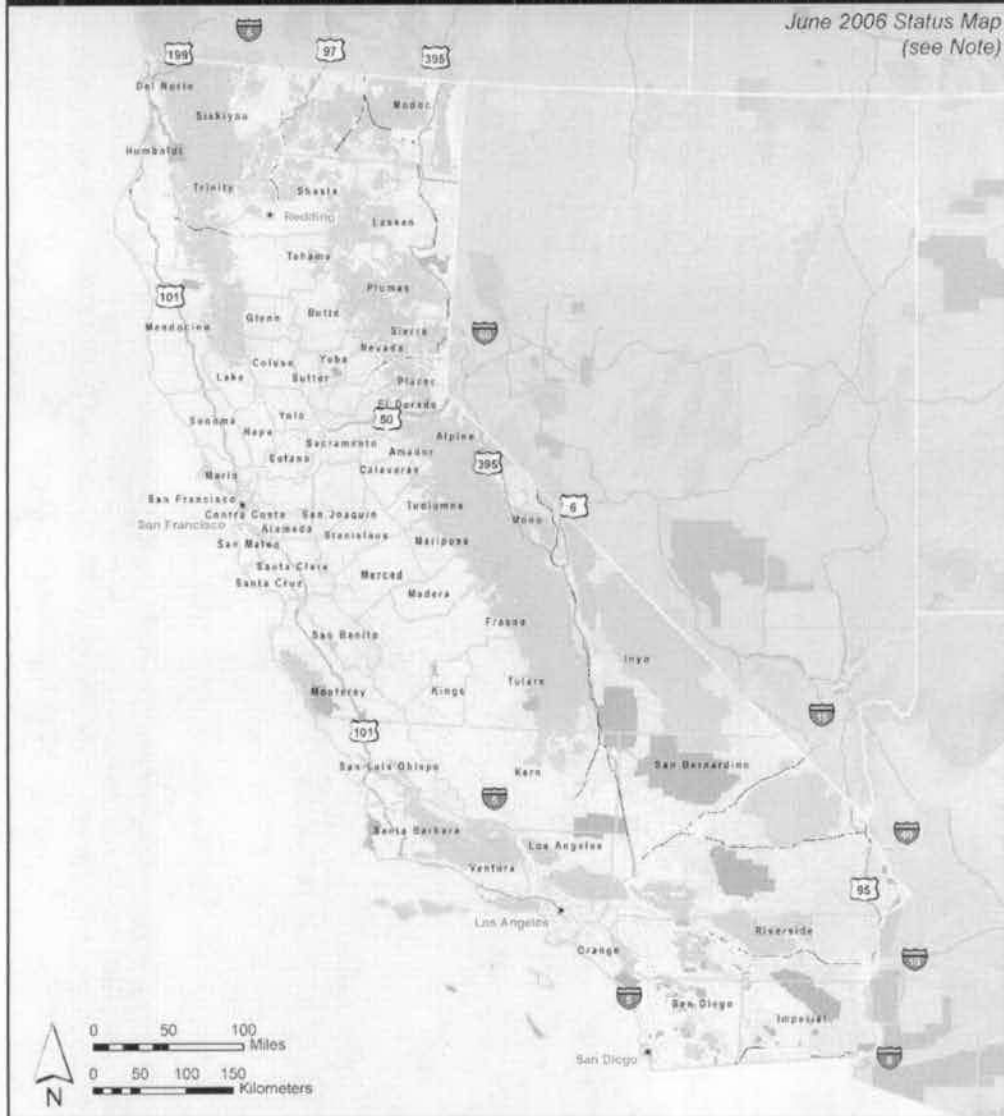 June 2006 Status Map
(see Note)
5
199
97
395
Del Norte
Siskiyou
Modoc
Humboldt
Trinity
Shasta
Redding
Lassen
Tehama
Plumas
101
Mendocino
Glenn
Butte
Sierra
80
Nevada
Yuba
Colusa
Lake
Sutter
Placer
El Dorado
50
Sonoma
Yolo
Napa
Sacramento
Alpine
Amador
Solano
Calaveras
395
Marin
San Francisco
Contra Costa
San Joaquin
Tuolumne
6
Mono
San Francisco
Alameda
Stanislaus
San Mateo
Mariposa
Santa Clara
Merced
Santa Cruz
Madera
Fresno
San Benito
Inyo
Monterey
Kings
Tulare
15
101
San Luis Obispo
Kern
San Bernardino
5
40
Santa Barbara
Los Angeles
Ventura
95
Los Angeles
Riverside
Orange
10
5
San Diego
Imperial
San Diego
8
0 50 100
Miles
0 50 100 150
Kilometers
N